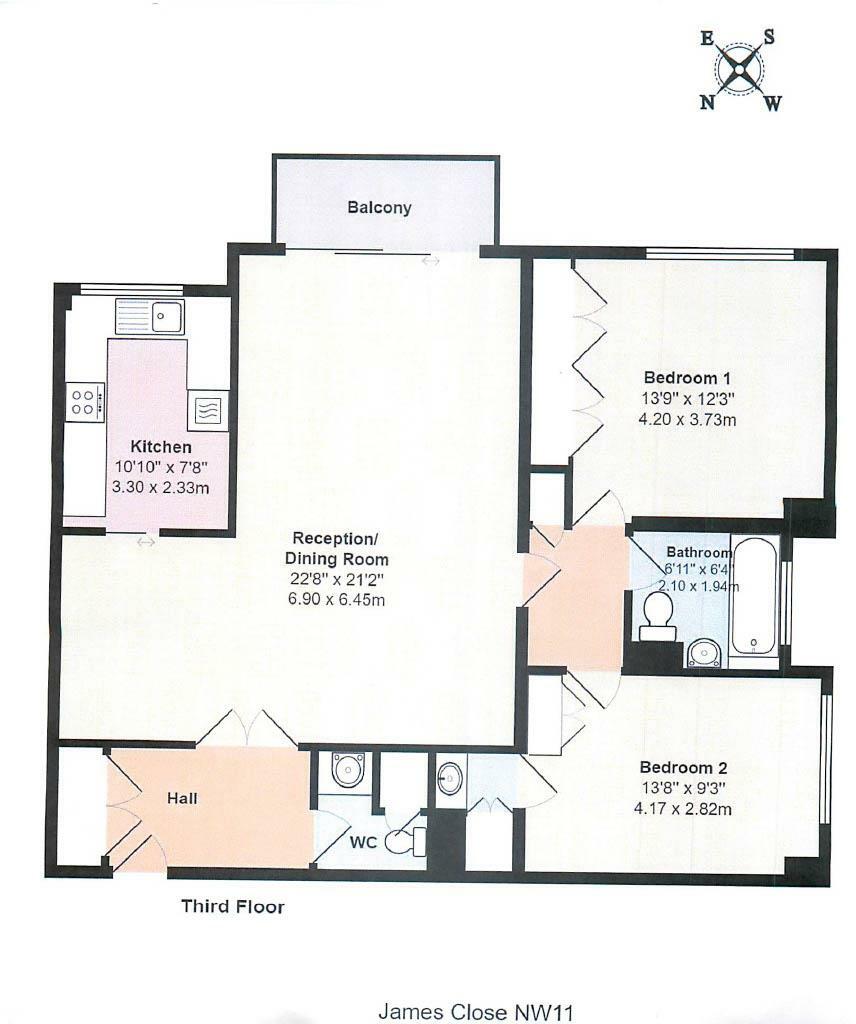 E S
N W
Balcony
Bedroom 1
13'9" x 12'3"
4.20 x 3.73m
Kitchen
10'10" x 7'8"
3.30 x 2.33m
Reception/
Dining Room
22'8" x 21'2"
6.90 x 6.45m
Bathroom
6'11" x 6'4"
2.10 x 1.94m
Bedroom 2
13'8" x 9'3"
4.17 x 2.82m
Hall
WC
Third Floor
James Close NW11